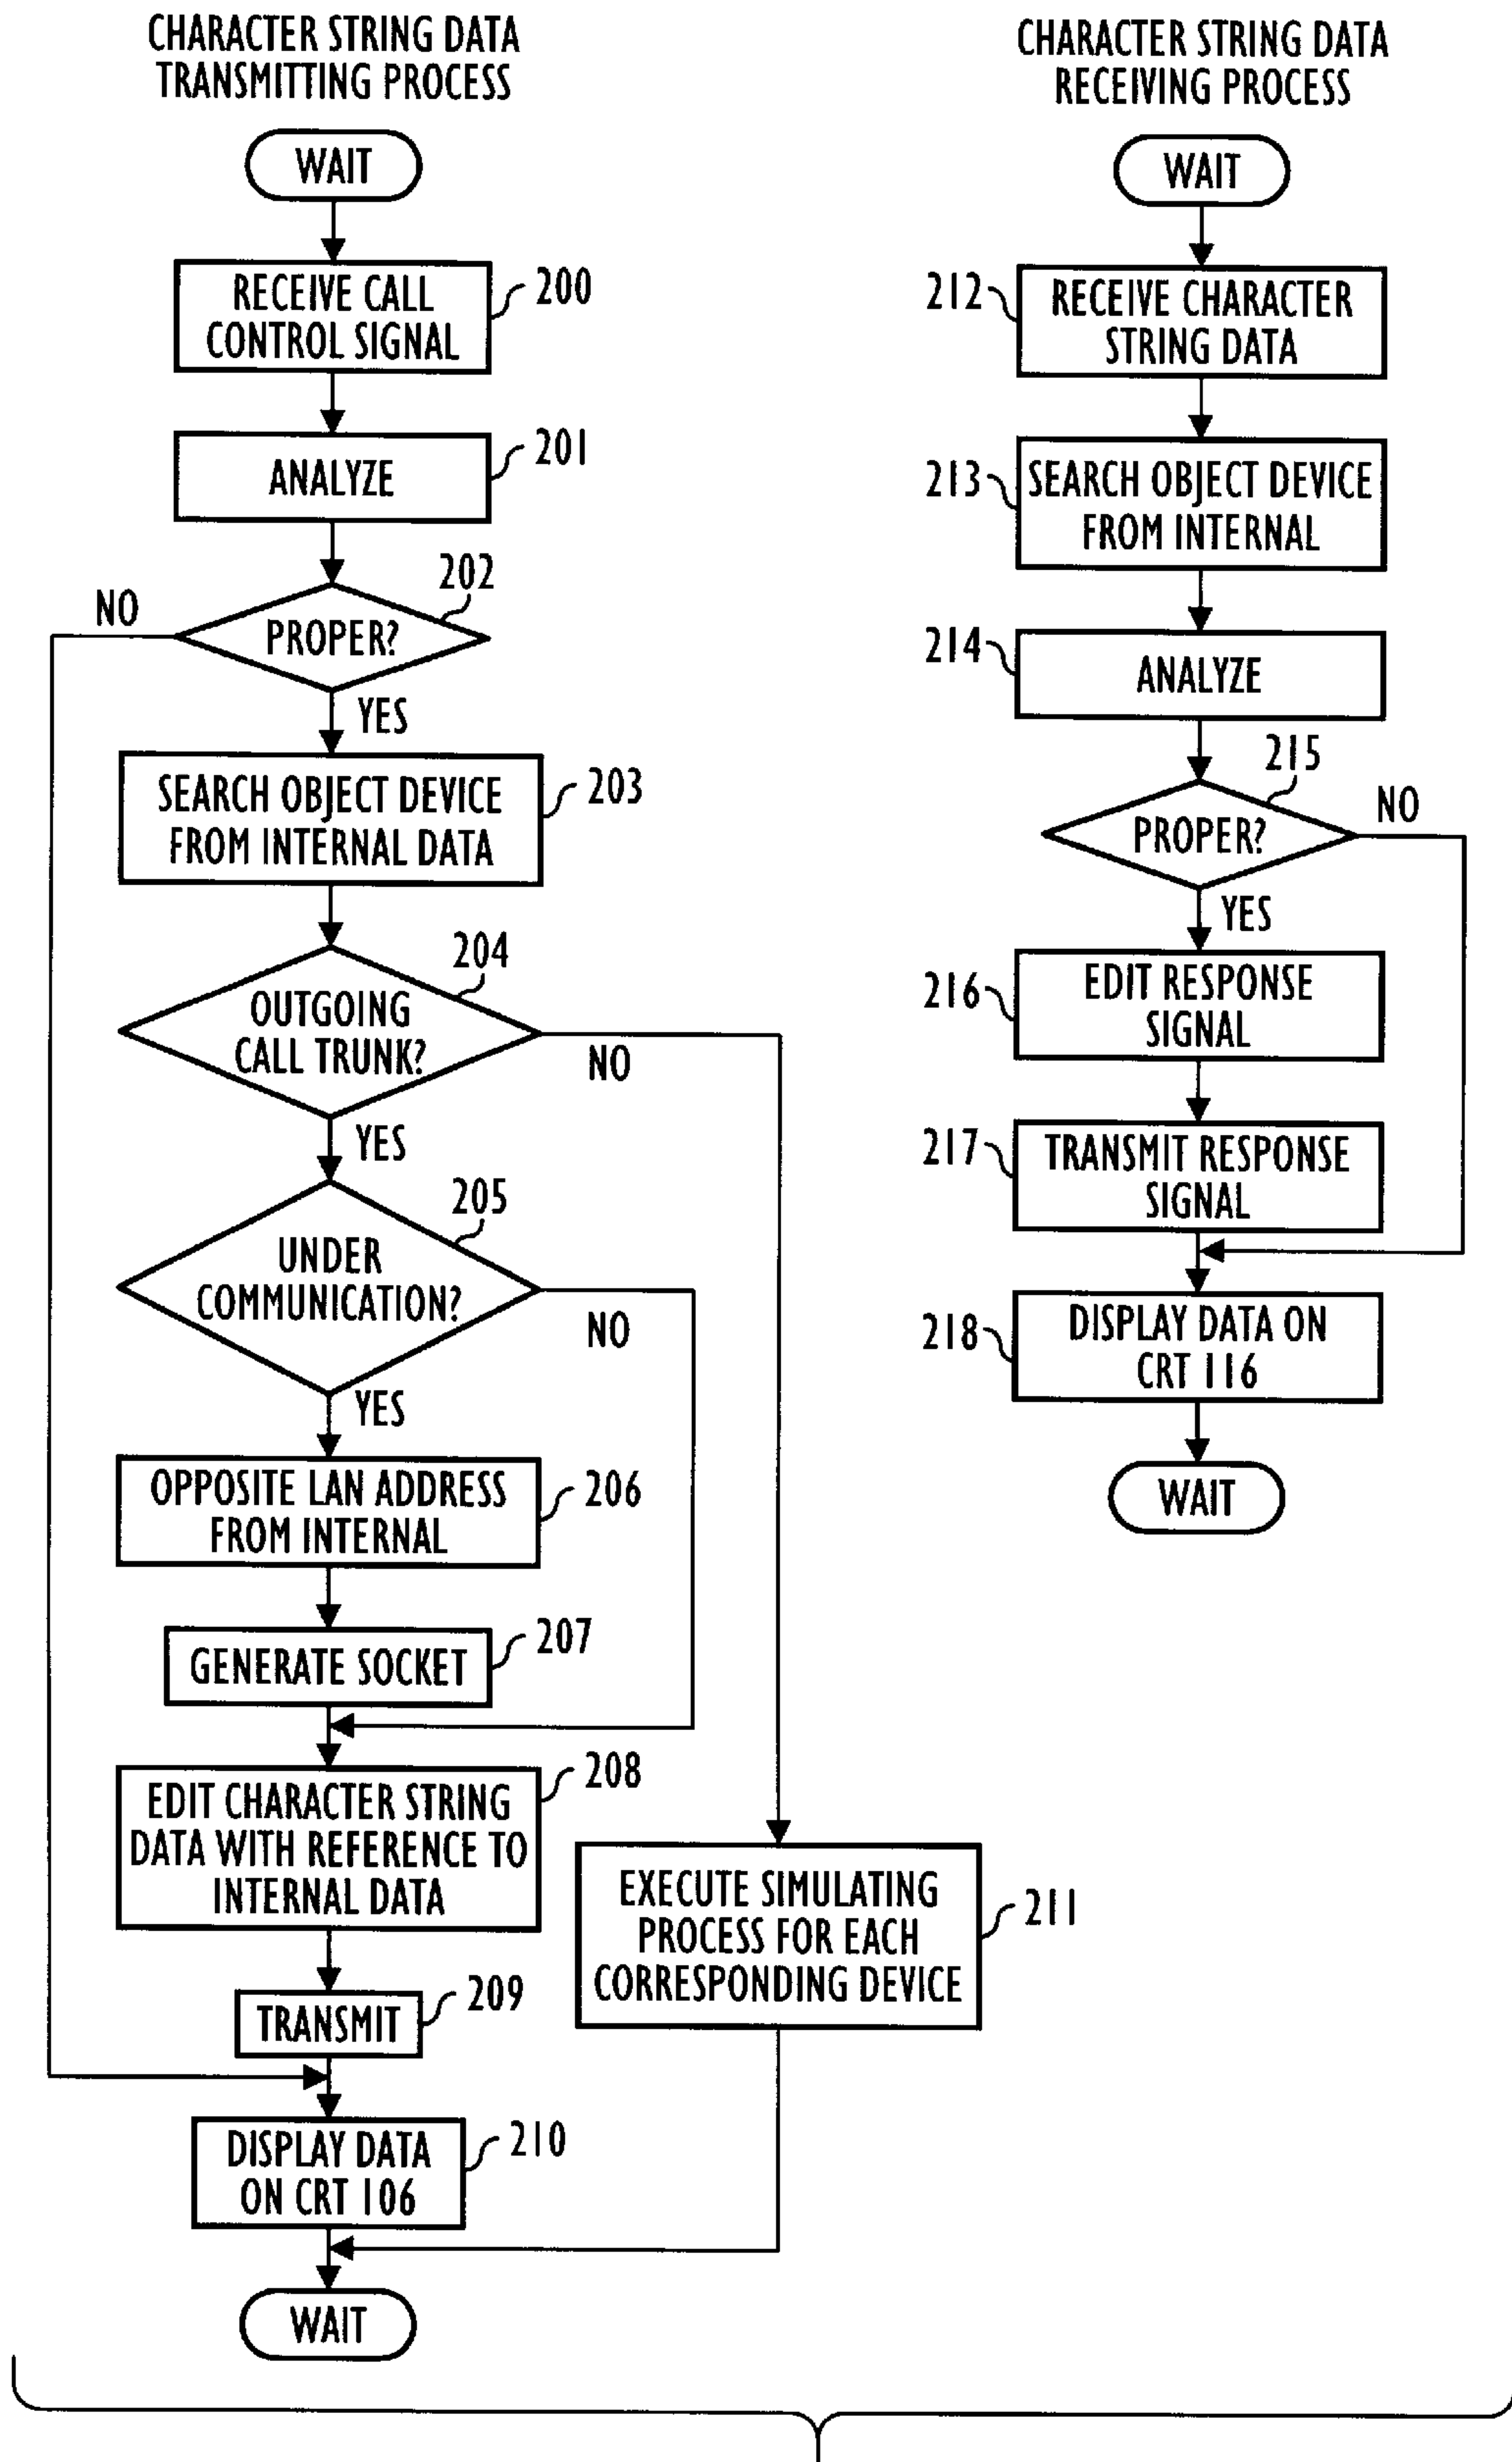 CHARACTER STRING DATA
TRANSMITTING PROCESS
WAIT
RECEIVE CALL
CONTROL SIGNAL
200
ANALYZE
201
PROPER?
202
NO
YES
SEARCH OBJECT DEVICE
FROM INTERNAL DATA
203
OUTGOING
CALL TRUNK?
204
NO
YES
UNDER
COMMUNICATION?
205
NO
YES
OPPOSITE LAN ADDRESS
FROM INTERNAL
206
GENERATE SOCKET
207
EDIT CHARACTER STRING
DATA WITH REFERENCE TO
INTERNAL DATA
208
TRANSMIT
209
EXECUTE SIMULATING
PROCESS FOR EACH
CORRESPONDING DEVICE
211
DISPLAY DATA
ON CRT 106
210
WAIT
CHARACTER STRING DATA
RECEIVING PROCESS
WAIT
212
RECEIVE CHARACTER
STRING DATA
213
SEARCH OBJECT DEVICE
FROM INTERNAL
214
ANALYZE
215
PROPER?
NO
YES
216
EDIT RESPONSE
SIGNAL
217
TRANSMIT RESPONSE
SIGNAL
218
DISPLAY DATA ON
CRT 116
WAIT